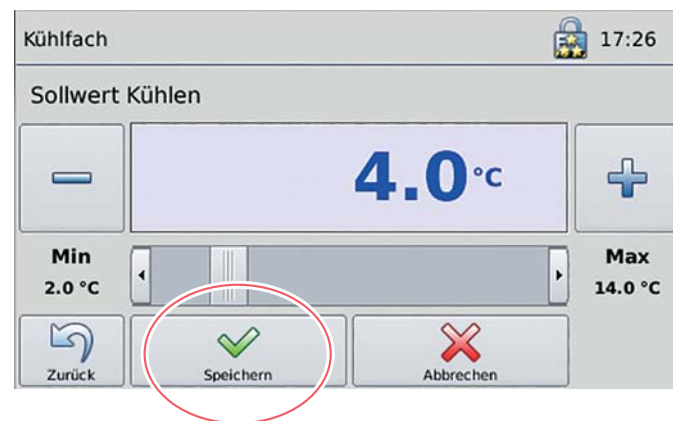 Kühlfach 17:26
Sollwert Kühlen
4.0 °C
Min Max
2.0 °C 14.0 °C
Zurück Speichern Abbrechen